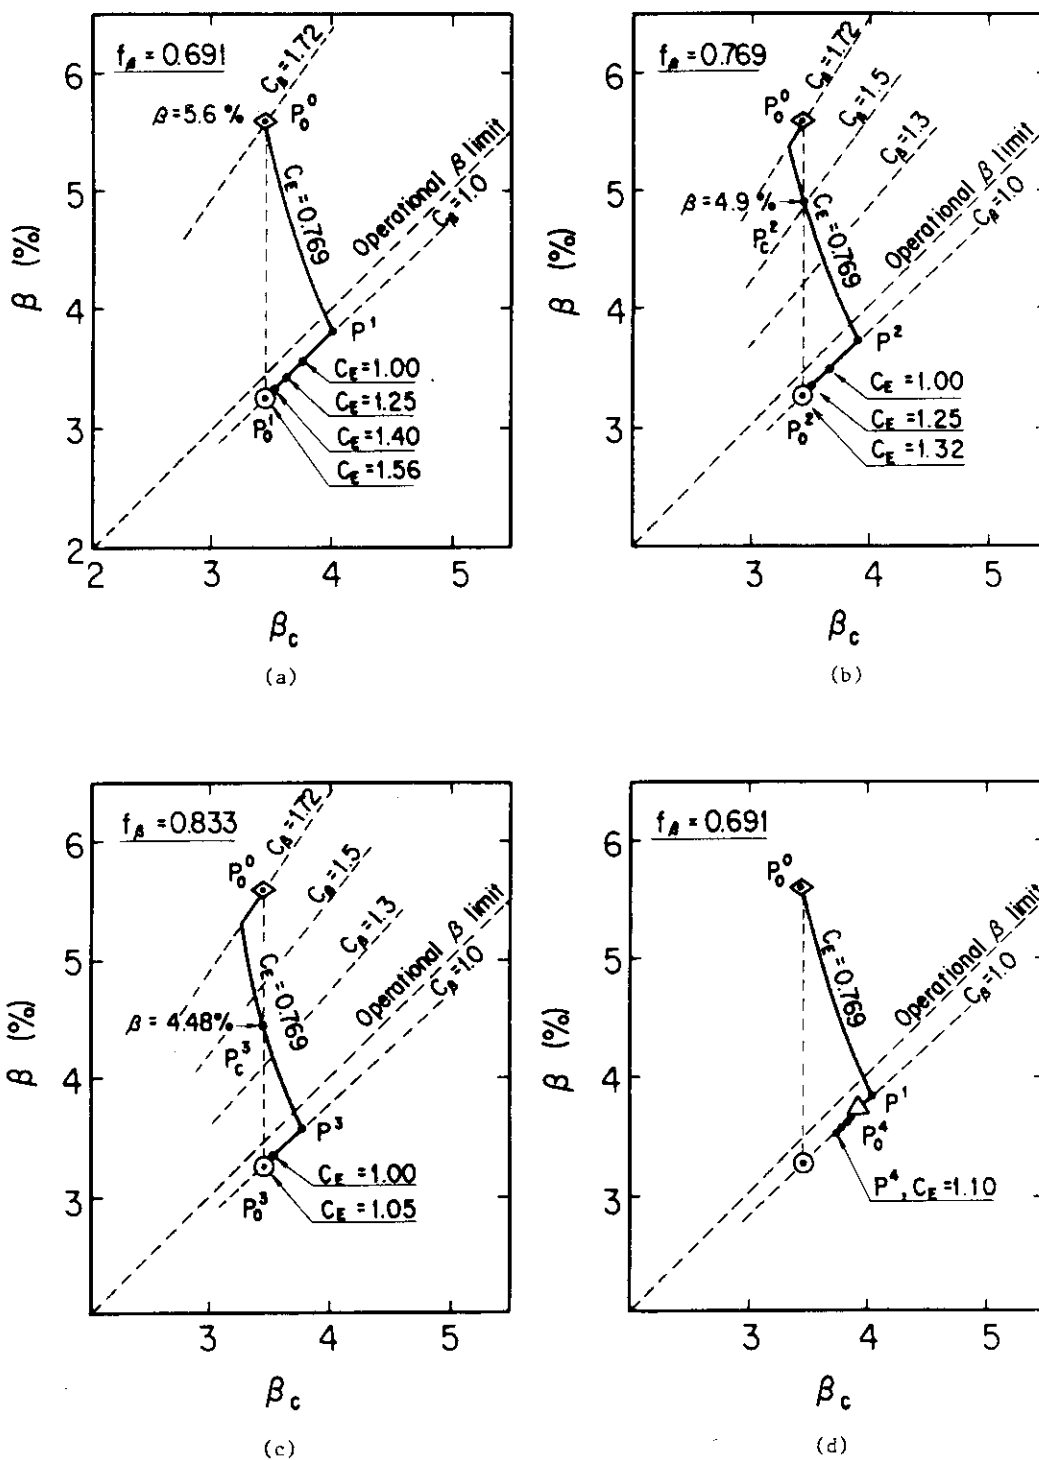 f_β = 0.691
C_β = 1.72
β = 5.6 %
P_0^0
C_E = 0.769
Operational β limit
C_β = 1.0
P^1
C_E = 1.00
C_E = 1.25
C_E = 1.40
C_E = 1.56
P_0^1
6
5
4
3
2
2 3 4 5
β (%)
β_c
(a)
f_β = 0.769
C_β = 1.72
C_β = 1.5
C_β = 1.3
P_0^0
β = 4.9 %
P_c^2
C_E = 0.769
Operational β limit
C_β = 1.0
P^2
C_E = 1.00
C_E = 1.25
C_E = 1.32
P_0^2
6
5
4
3
3 4 5
β (%)
β_c
(b)
f_β = 0.833
C_β = 1.72
C_β = 1.5
C_β = 1.3
P_0^0
β = 4.48%
P_c^3
C_E = 0.769
Operational β limit
C_β = 1.0
P^3
C_E = 1.00
C_E = 1.05
P_0^3
6
5
4
3
3 4 5
β (%)
β_c
(c)
f_β = 0.691
P_0^0
C_E = 0.769
Operational β limit
C_β = 1.0
P^1
P_0^4
P^4, C_E = 1.10
6
5
4
3
3 4 5
β (%)
β_c
(d)